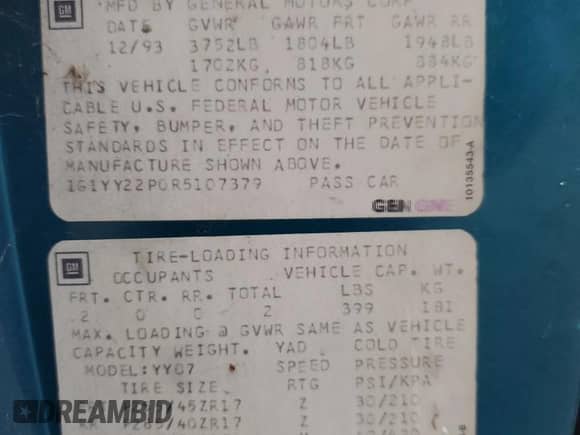 GM
MFD BY GENERAL MOTORS CORP
DATE GVWR GAWR FRT GAWR RR
12/93 3752LB 1804LB 1948LB
1702KG 818KG 884KG
THIS VEHICLE CONFORMS TO ALL APPLI-
CABLE U.S. FEDERAL MOTOR VEHICLE
SAFETY, BUMPER, AND THEFT PREVENTION
STANDARDS IN EFFECT ON THE DATE OF
MANUFACTURE SHOWN ABOVE.
1G1YY22P0R5107379 PASS CAR
10135543-A
GM
TIRE-LOADING INFORMATION
OCCUPANTS VEHICLE CAP. WT.
FRT. CTR. RR. TOTAL LBS KG
2 0 0 2 399 181
MAX. LOADING @ GVWR SAME AS VEHICLE
CAPACITY WEIGHT. YAD COLD TIRE
MODEL:YY07 SPEED PRESSURE
TIRE SIZE RTG PSI/KPA
/45ZR17 Z 30/210
/40ZR17 Z 30/210
DREAMBID